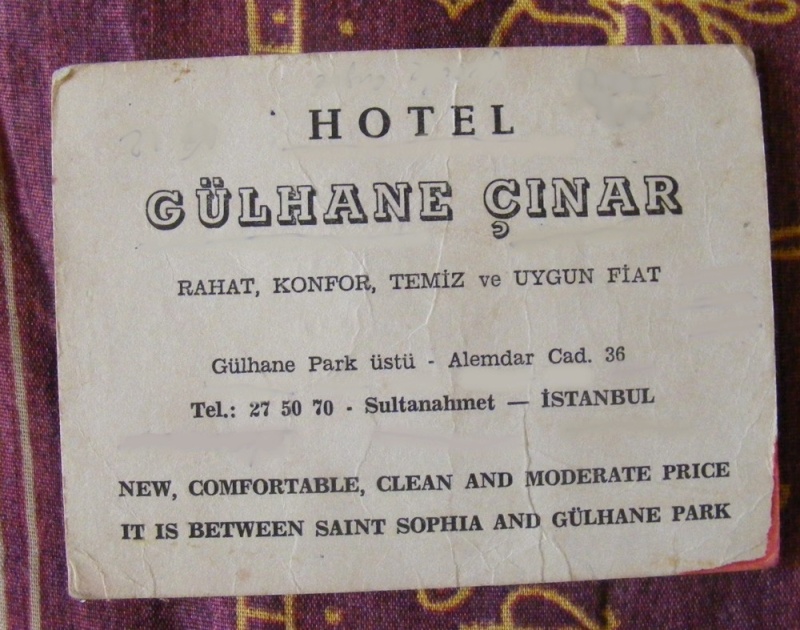 HOTEL
GÜLHANE ÇINAR
RAHAT, KONFOR, TEMİZ ve UYGUN FİAT
Gülhane Park üstü - Alemdar Cad. 36
Tel.: 27 50 70 - Sultanahmet — İSTANBUL
NEW, COMFORTABLE, CLEAN AND MODERATE PRICE
IT IS BETWEEN SAINT SOPHIA AND GÜLHANE PARK